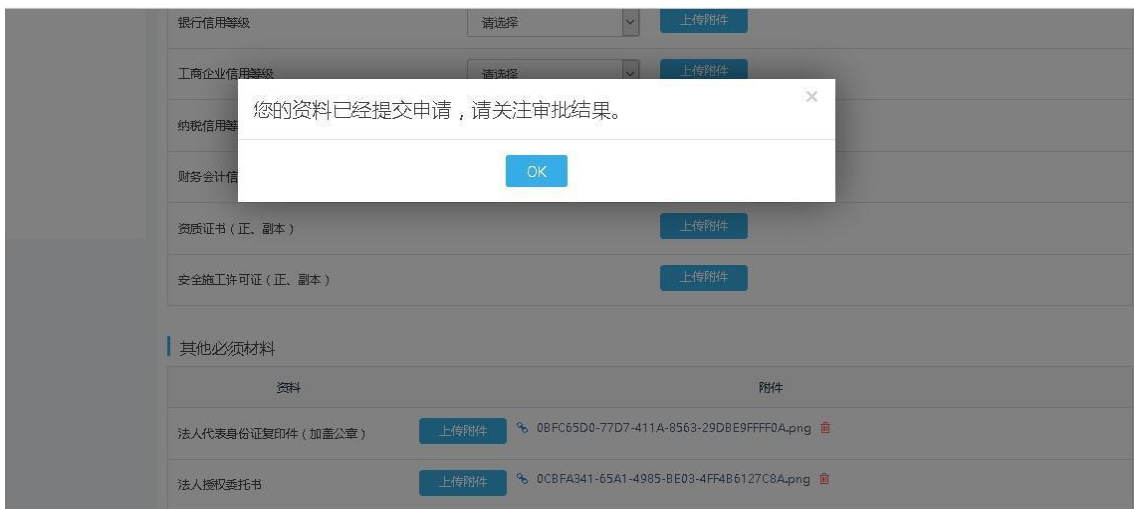 银行信用等级 请选择 上传附件
工商企业信用等级 请选择 上传附件
您的资料已经提交申请，请关注审批结果。 ×
纳税信用等
财务会计信
OK
资质证书（正、副本） 上传附件
安全施工许可证（正、副本） 上传附件
其他必须材料
资料 附件
法人代表身份证复印件（加盖公章） 上传附件 0BFC65D0-77D7-411A-8563-29DBE9FFFF0A.png
法人授权委托书 上传附件 0CBFA341-65A1-4985-BE03-4FF4B6127C8A.png